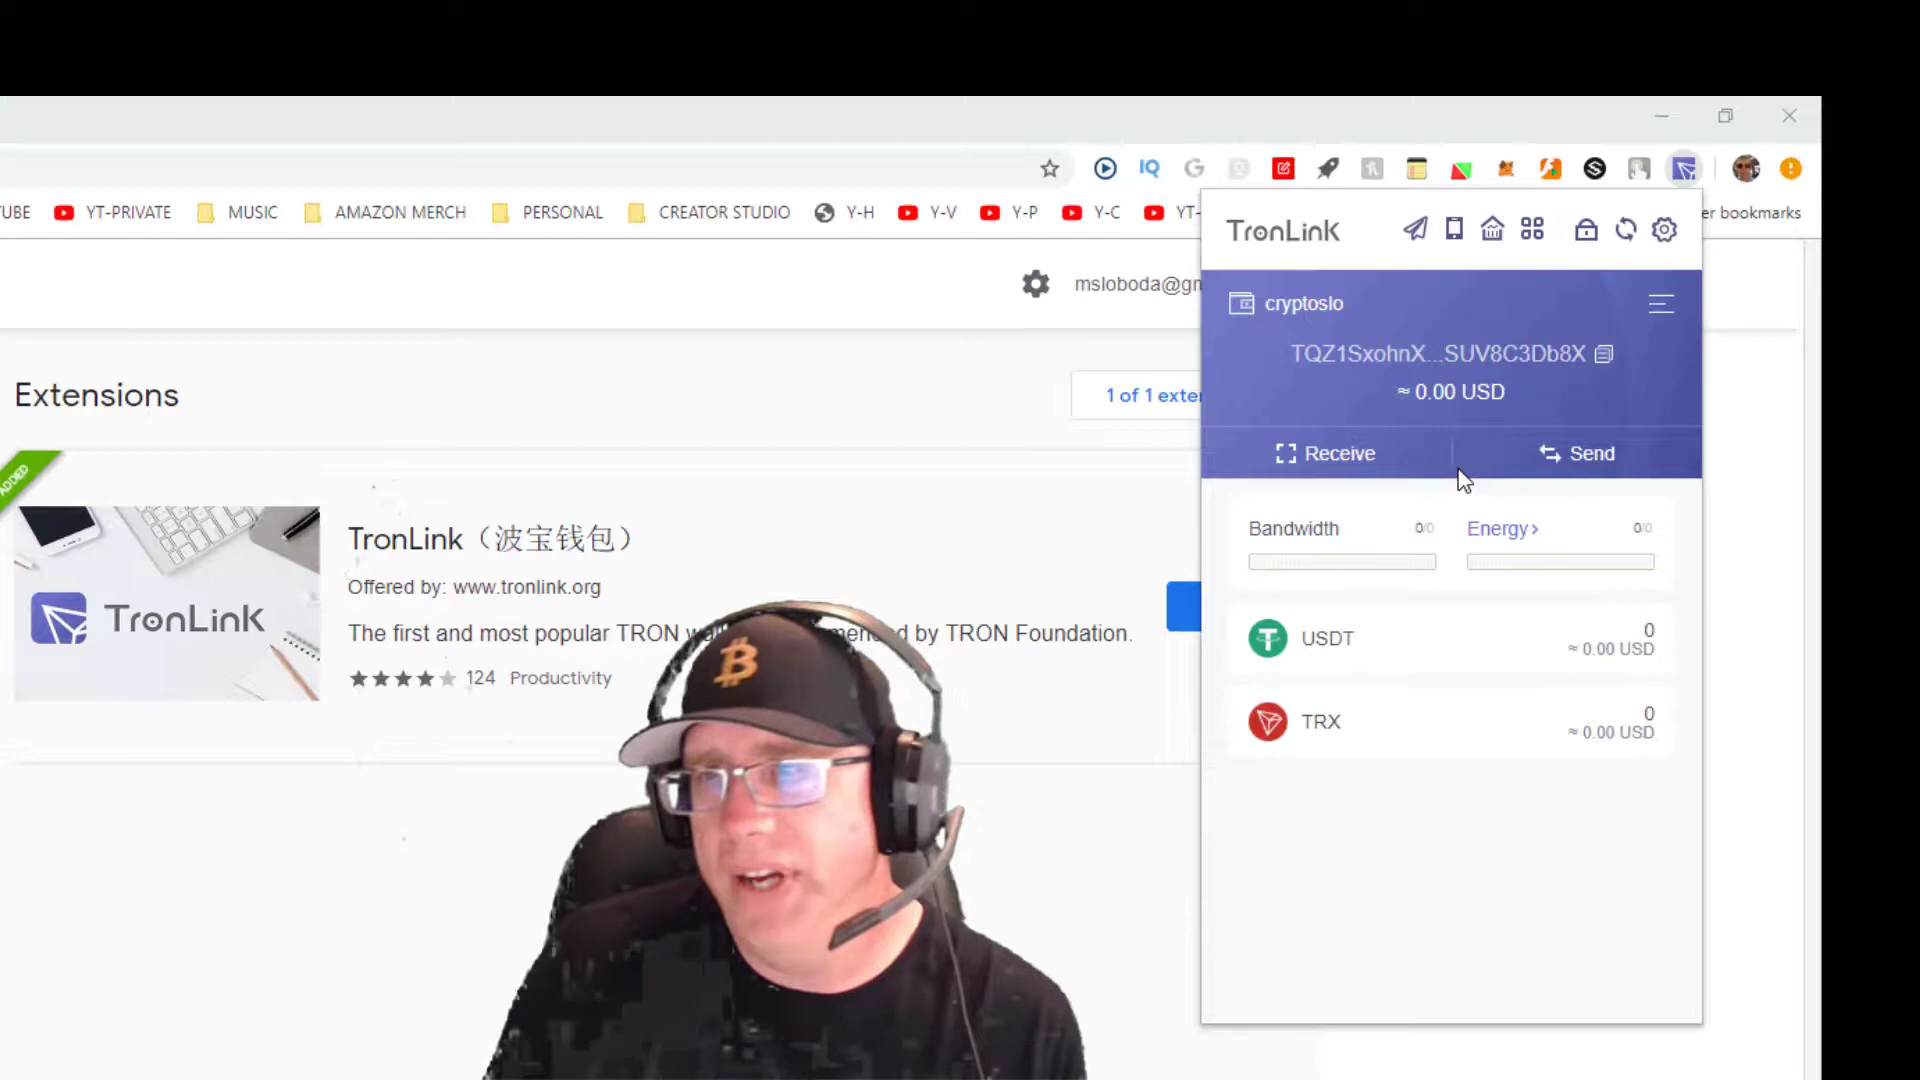 UBE YT-PRIVATE MUSIC AMAZON MERCH PERSONAL CREATOR STUDIO Y-H Y-V Y-P Y-C YT- er bookmarks
IQ
msloboda@gm
Extensions
1 of 1 exte
ADDED
TronLink
TronLink（波宝钱包）
Offered by: www.tronlink.org
The first and most popular TRON by TRON Foundation.
124 Productivity
TronLink
cryptoslo
TQZ1SxohnX...SUV8C3Db8X
≈ 0.00 USD
Receive Send
Bandwidth 0/0 Energy> 0/0
USDT 0
≈ 0.00 USD
TRX 0
≈ 0.00 USD